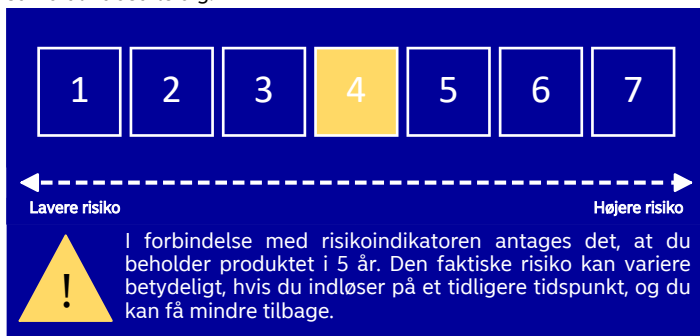 1 2 3 4 5 6 7
Lavere risiko Højere risiko
! I forbindelse med risikoindikatoren antages det, at du
beholder produktet i 5 år. Den faktiske risiko kan variere
betydeligt, hvis du indløser på et tidligere tidspunkt, og du
kan få mindre tilbage.